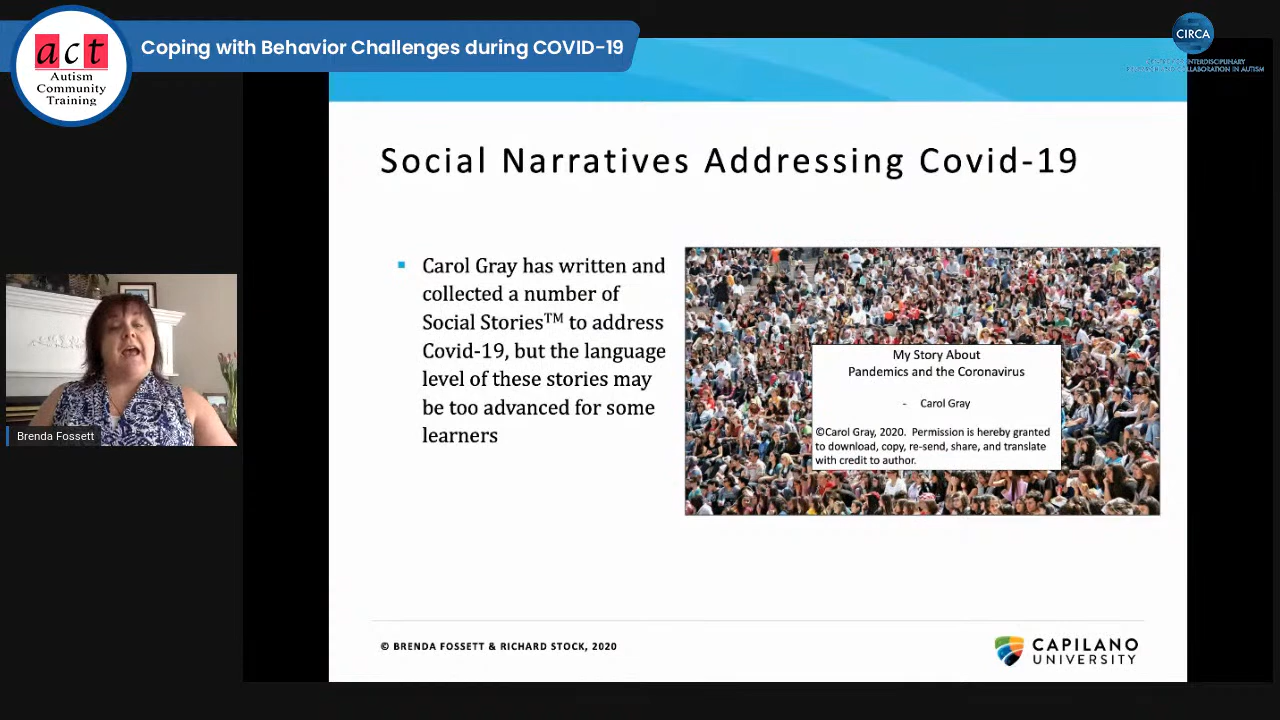 act
Autism
Community
Training
Coping with Behavior Challenges during COVID-19
CIRCA
INTERDISCIPLINARY
COLLABORATION IN AUTISM
Social Narratives Addressing Covid-19
▪ Carol Gray has written and
collected a number of
Social Stories™ to address
Covid-19, but the language
level of these stories may
be too advanced for some
learners
My Story About
Pandemics and the Coronavirus
- Carol Gray
©Carol Gray, 2020. Permission is hereby granted
to download, copy, re-send, share, and translate
with credit to author.
Brenda Fossett
© BRENDA FOSSETT & RICHARD STOCK, 2020
CAPILANO
UNIVERSITY